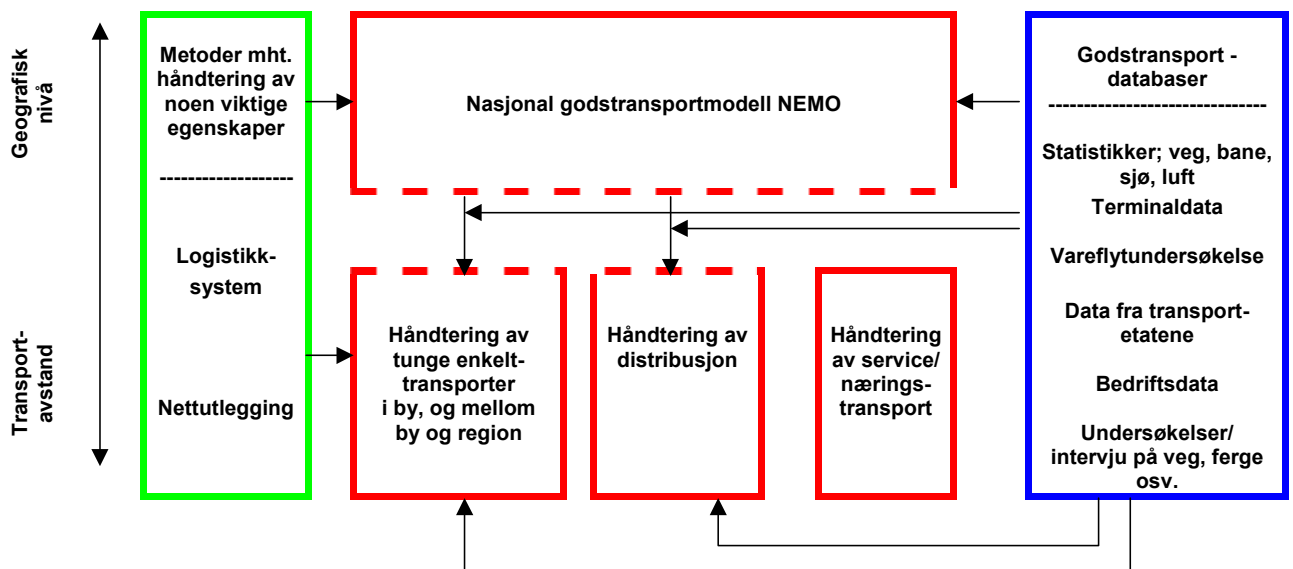 Geografisk
nivå
Transport-
avstand
Metoder mht.
håndtering av
noen viktige
egenskaper
-------------------
Logistikk-
system
Nettutlegging
Nasjonal godstransportmodell NEMO
Håndtering av
tunge enkelt-
transporter
i by, og mellom
by og region
Håndtering av
distribusjon
Håndtering
av service/
nærings-
transport
Godstransport -
databaser
-------------------------------
Statistikker; veg, bane,
sjø, luft
Terminaldata
Vareflytundersøkelse
Data fra transport-
etatene
Bedriftsdata
Undersøkelser/
intervju på veg, ferge
osv.